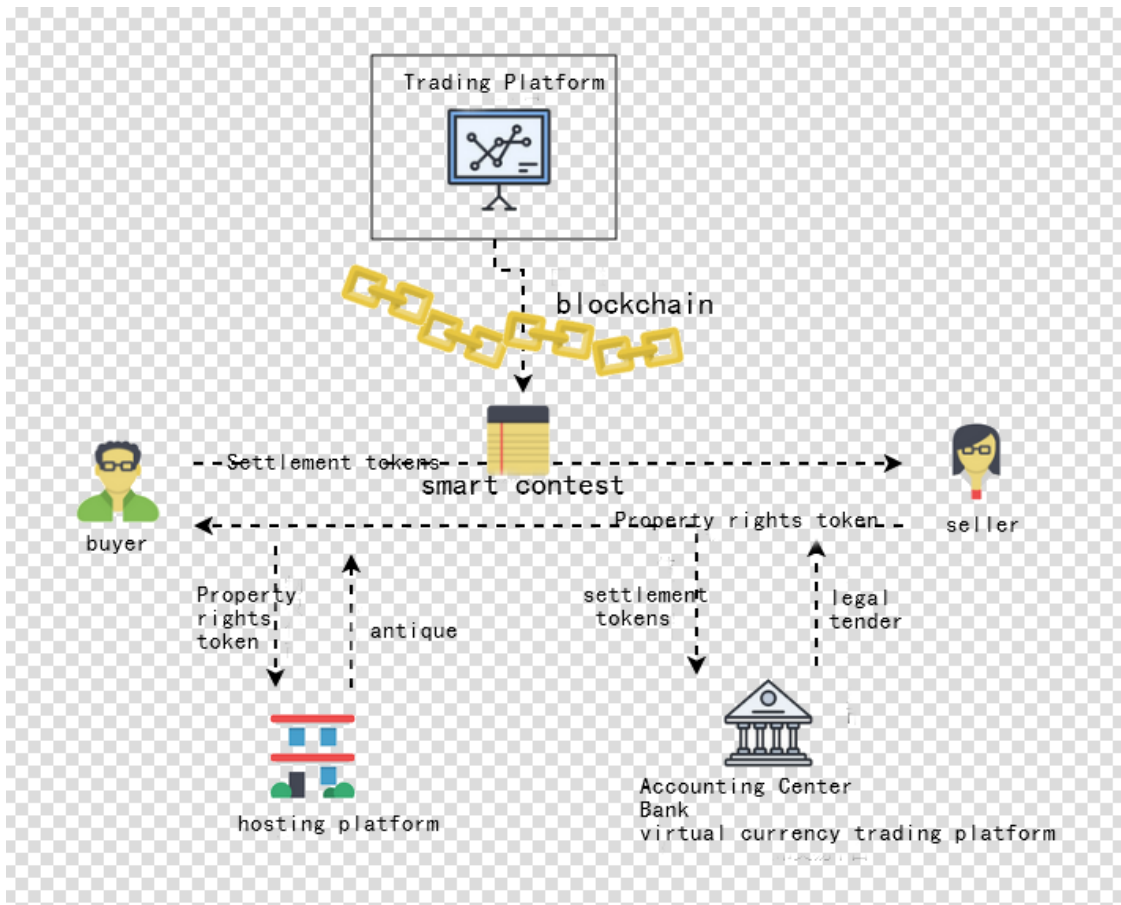 Trading Platform
blockchain
Settlement tokens
smart contest
Property rights token
buyer
seller
Property
rights
token
antique
settlement
tokens
legal
tender
hosting platform
Accounting Center
Bank
virtual currency trading platform